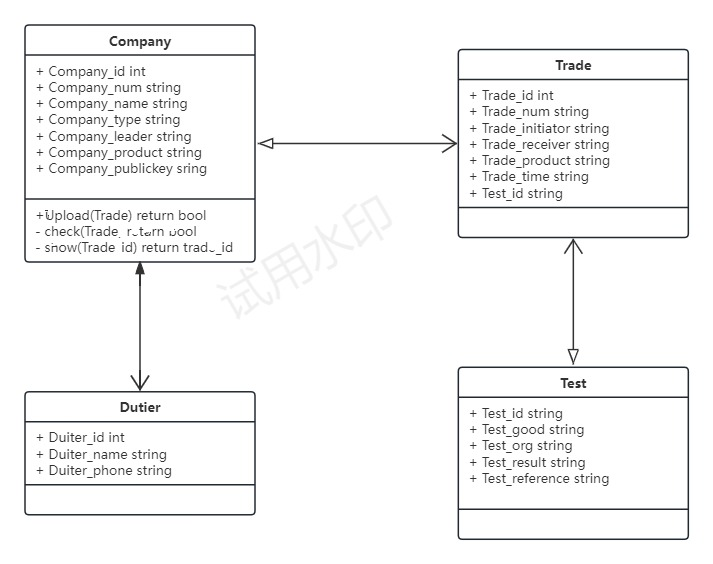 Company
+ Company_id int
+ Company_num string
+ Company_name string
+ Company_type string
+ Company_leader string
+ Company_product string
+ Company_publickey sring
+Upload(Trade) return bool
- check(Trade) return bool
- show(Trade_id) return trade_id
Trade
+ Trade_id int
+ Trade_num string
+ Trade_initiator string
+ Trade_receiver string
+ Trade_product string
+ Trade_time string
+ Test_id string
试用水印
Dutier
+ Duiter_id int
+ Duiter_name string
+ Duiter_phone string
Test
+ Test_id string
+ Test_good string
+ Test_org string
+ Test_result string
+ Test_reference string